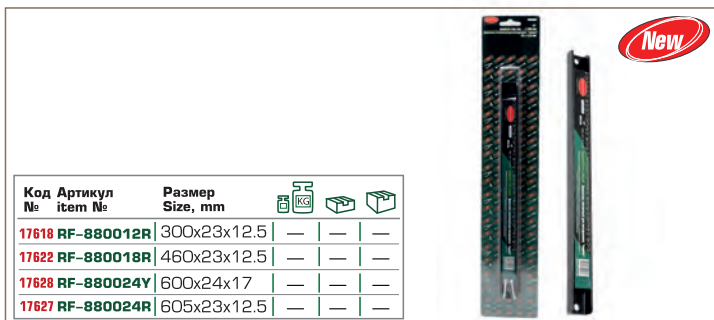 New
Код Артикул Размер
№ item № Size, mm KG
17618 RF-880012R 300x23x12.5 — — —
17622 RF-880018R 460x23x12.5 — — —
17628 RF-880024Y 600x24x17 — — —
17627 RF-880024R 605x23x12.5 — — —